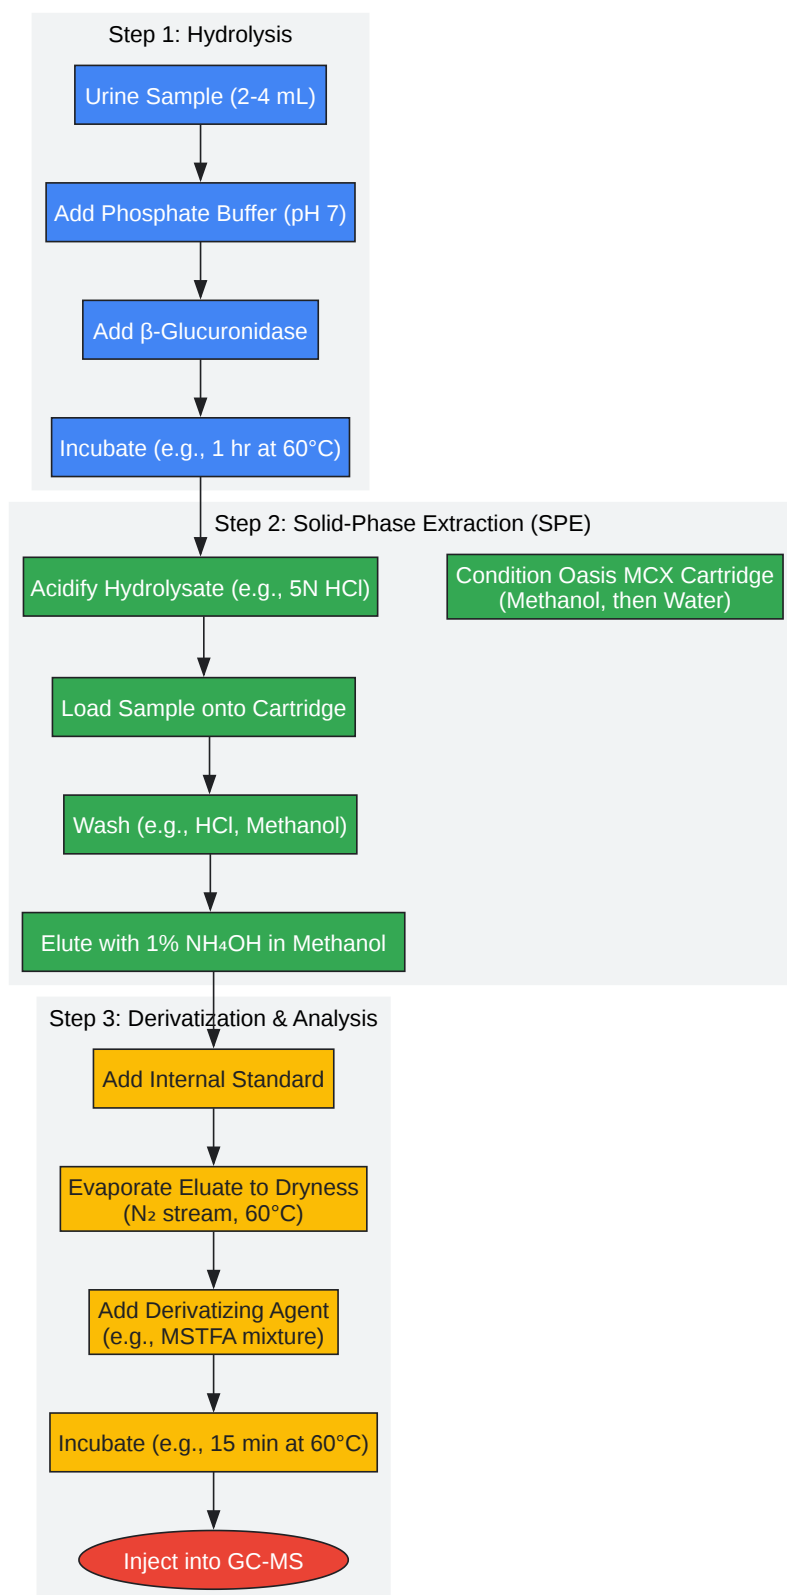 Step 1: Hydrolysis
Urine Sample (2-4 mL)
Add Phosphate Buffer (pH 7)
Add β-Glucuronidase
Incubate (e.g., 1 hr at 60°C)
Step 2: Solid-Phase Extraction (SPE)
Acidify Hydrolysate (e.g., 5N HCl)
Condition Oasis MCX Cartridge
(Methanol, then Water)
Load Sample onto Cartridge
Wash (e.g., HCl, Methanol)
Elute with 1% NH₄OH in Methanol
Step 3: Derivatization & Analysis
Add Internal Standard
Evaporate Eluate to Dryness
(N₂ stream, 60°C)
Add Derivatizing Agent
(e.g., MSTFA mixture)
Incubate (e.g., 15 min at 60°C)
Inject into GC-MS